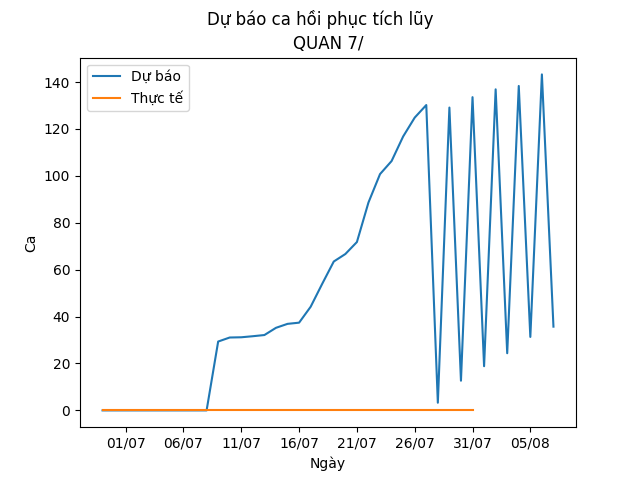 Dự báo ca hồi phục tích lũy
QUAN 7/
Dự báo
Thực tế
140
120
100
80
60
40
20
0
Ca
01/07 06/07 11/07 16/07 21/07 26/07 31/07 05/08
Ngày